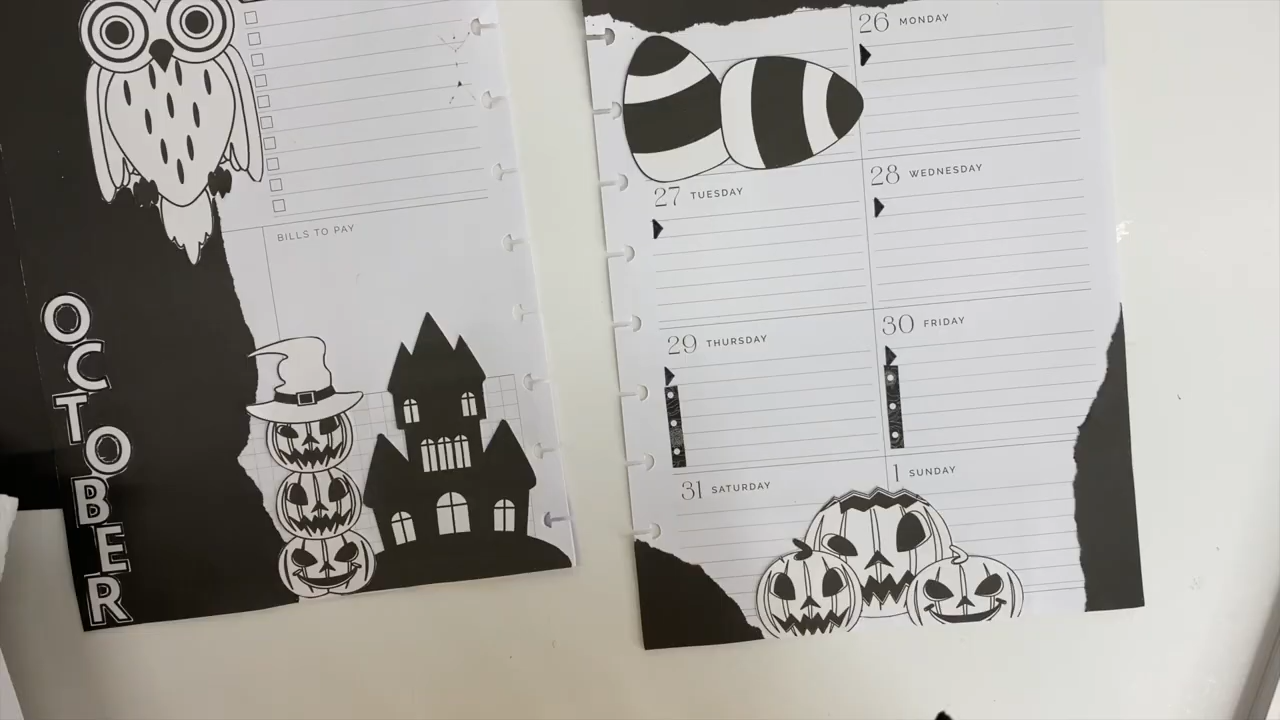 BILLS TO PAY
OCTOBER
26 MONDAY
27 TUESDAY
28 WEDNESDAY
29 THURSDAY
30 FRIDAY
31 SATURDAY
1 SUNDAY